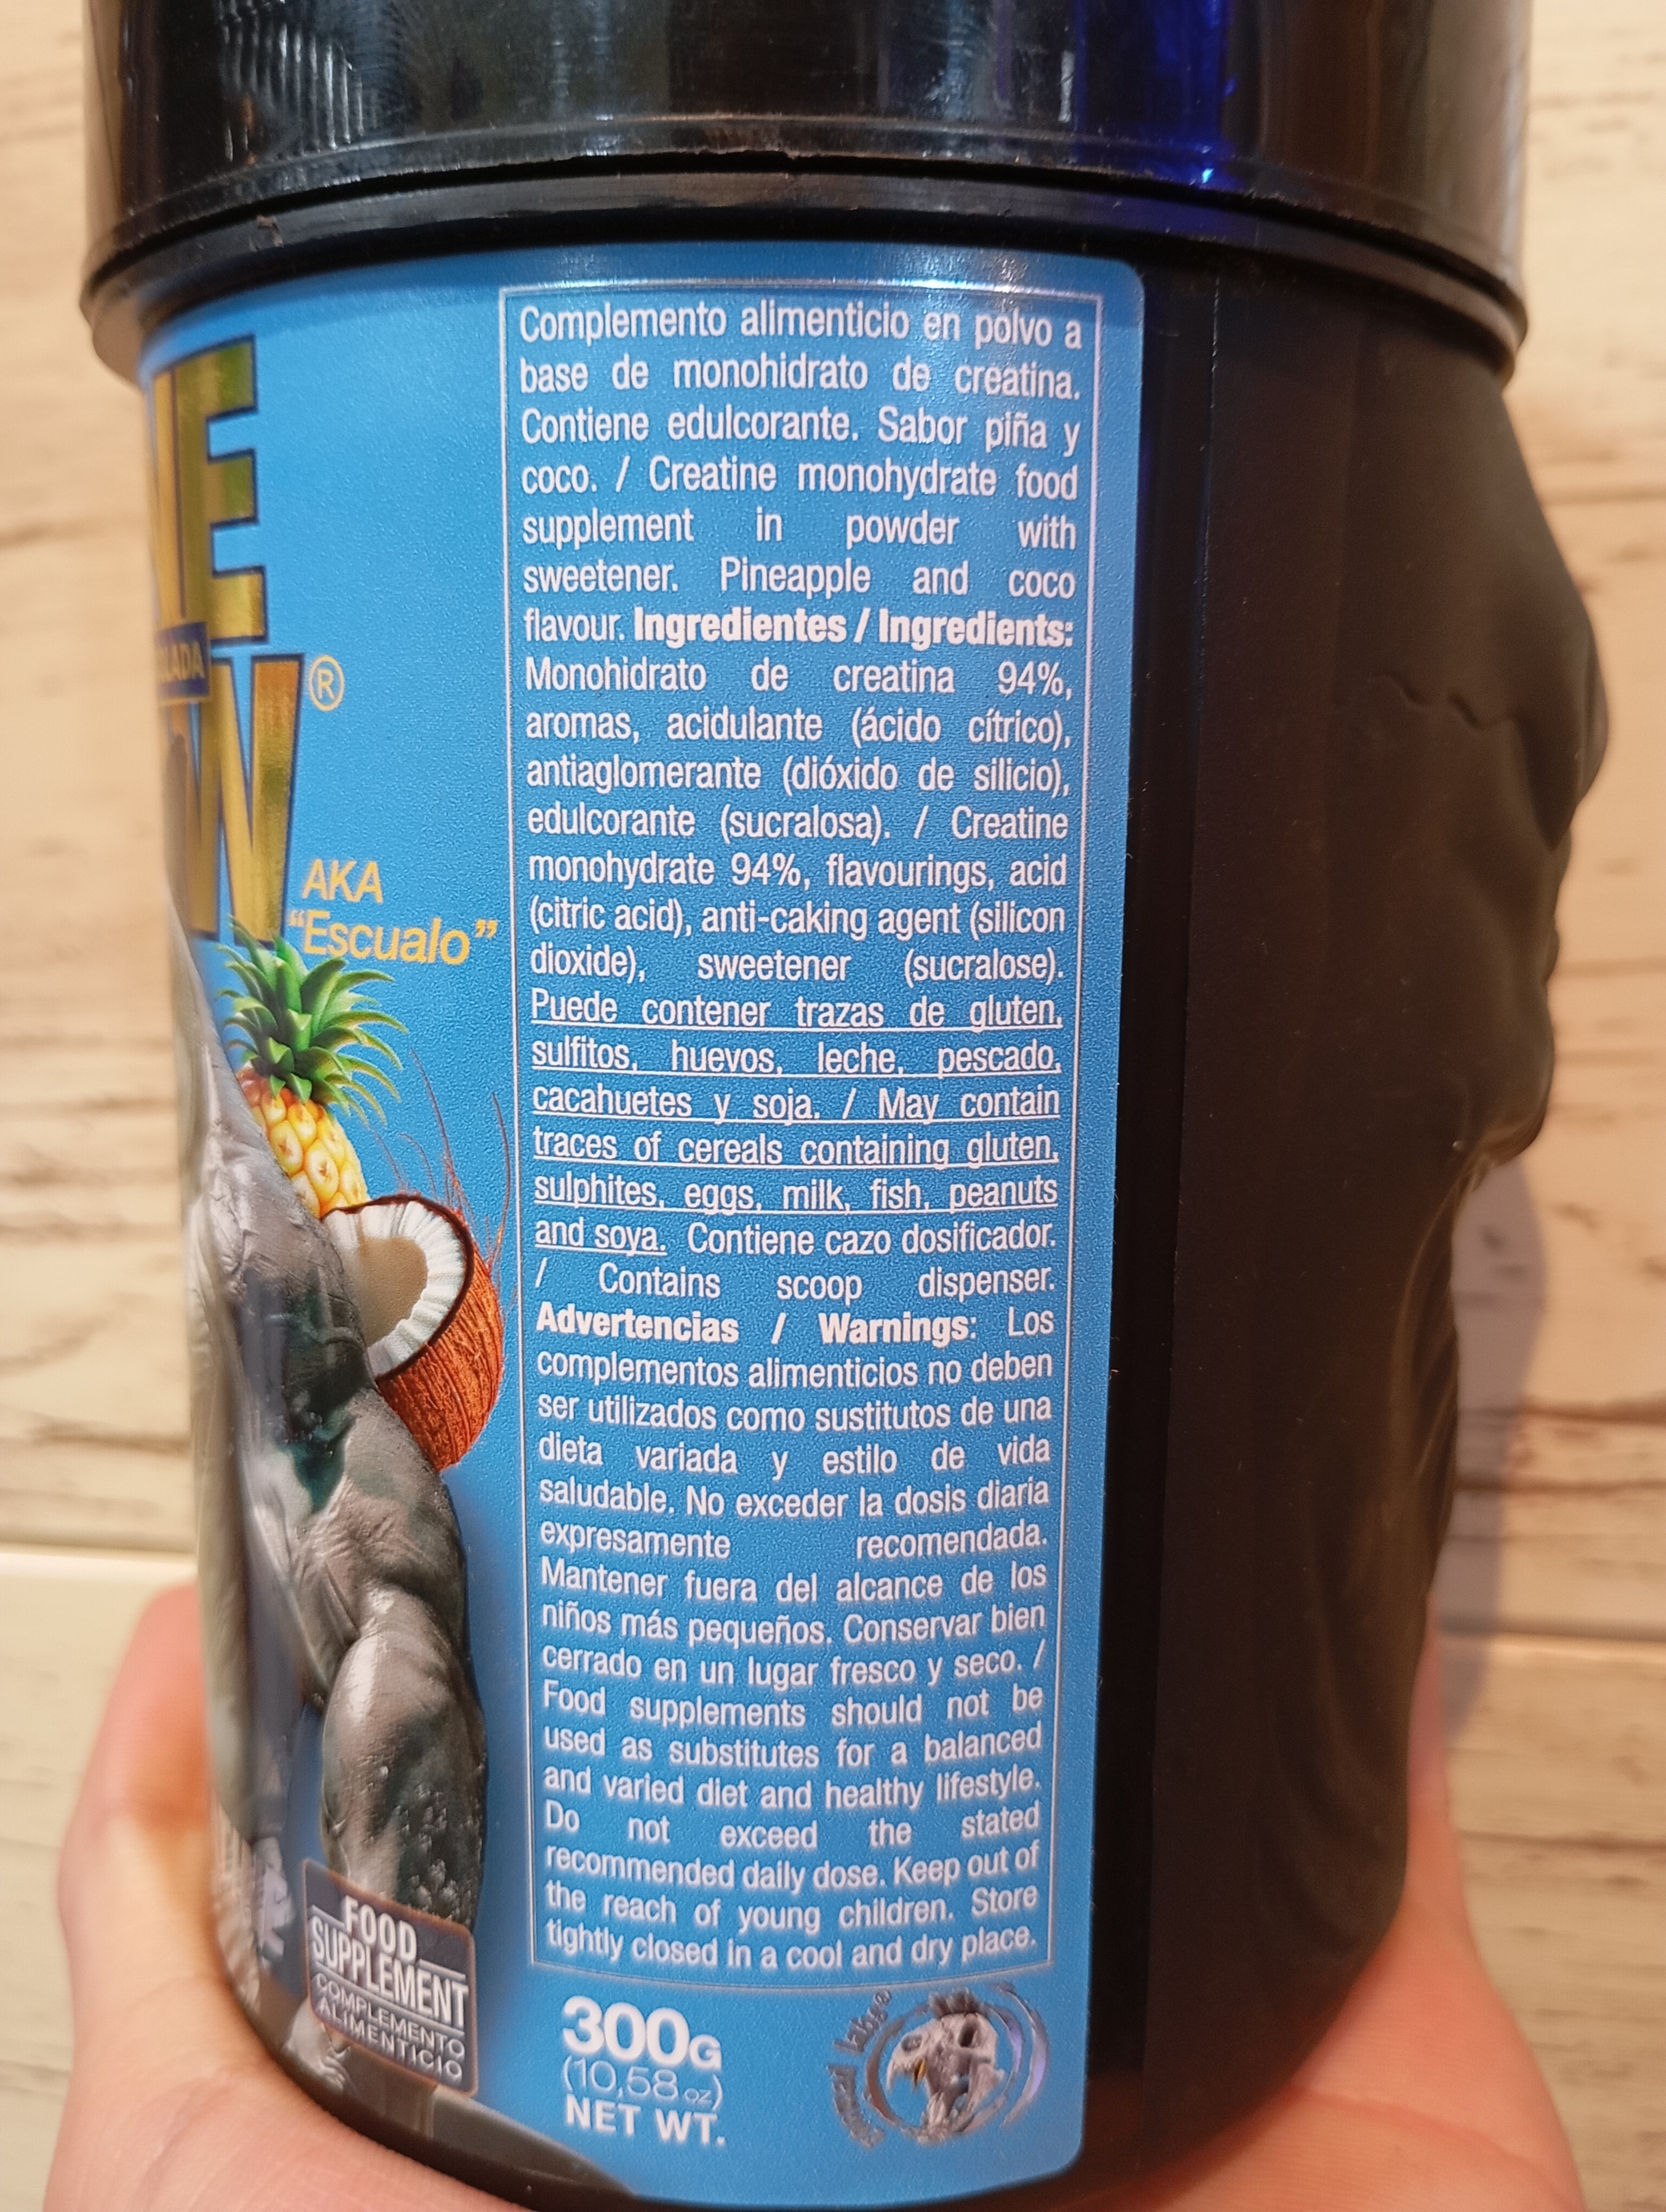 NE
W®
AKA
"Escualo"
Complemento alimenticio en polvo a
base de monohidrato de creatina.
Contiene edulcorante. Sabor piña y
coco. / Creatine monohydrate food
supplement in powder with
sweetener. Pineapple and coco
flavour. Ingredientes / Ingredients:
Monohidrato de creatina 94%,
aromas, acidulante (ácido cítrico),
antiaglomerante (dióxido de silicio),
edulcorante (sucralosa). / Creatine
monohydrate 94%, flavourings, acid
(citric acid), anti-caking agent (silicon
dioxide), sweetener (sucralose).
Puede contener trazas de gluten,
sulfitos, huevos, leche, pescado,
cacahuetes y soja. / May contain
traces of cereals containing gluten,
sulphites, eggs, milk, fish, peanuts
and soya. Contiene cazo dosificador.
/ Contains scoop dispenser.
Advertencias / Warnings: Los
complementos alimenticios no deben
ser utilizados como sustitutos de una
dieta variada y estilo de vida
saludable. No exceder la dosis diaria
expresamente recomendada.
Mantener fuera del alcance de los
niños más pequeños. Conservar bien
cerrado en un lugar fresco y seco. /
Food supplements should not be
used as substitutes for a balanced
and varied diet and healthy lifestyle.
Do not exceed the stated
recommended daily dose. Keep out of
the reach of young children. Store
tightly closed in a cool and dry place.
FOOD
SUPPLEMENT
COMPLEMENTO
ALIMENTICIO
300G
(10,58 oz)
NET WT.